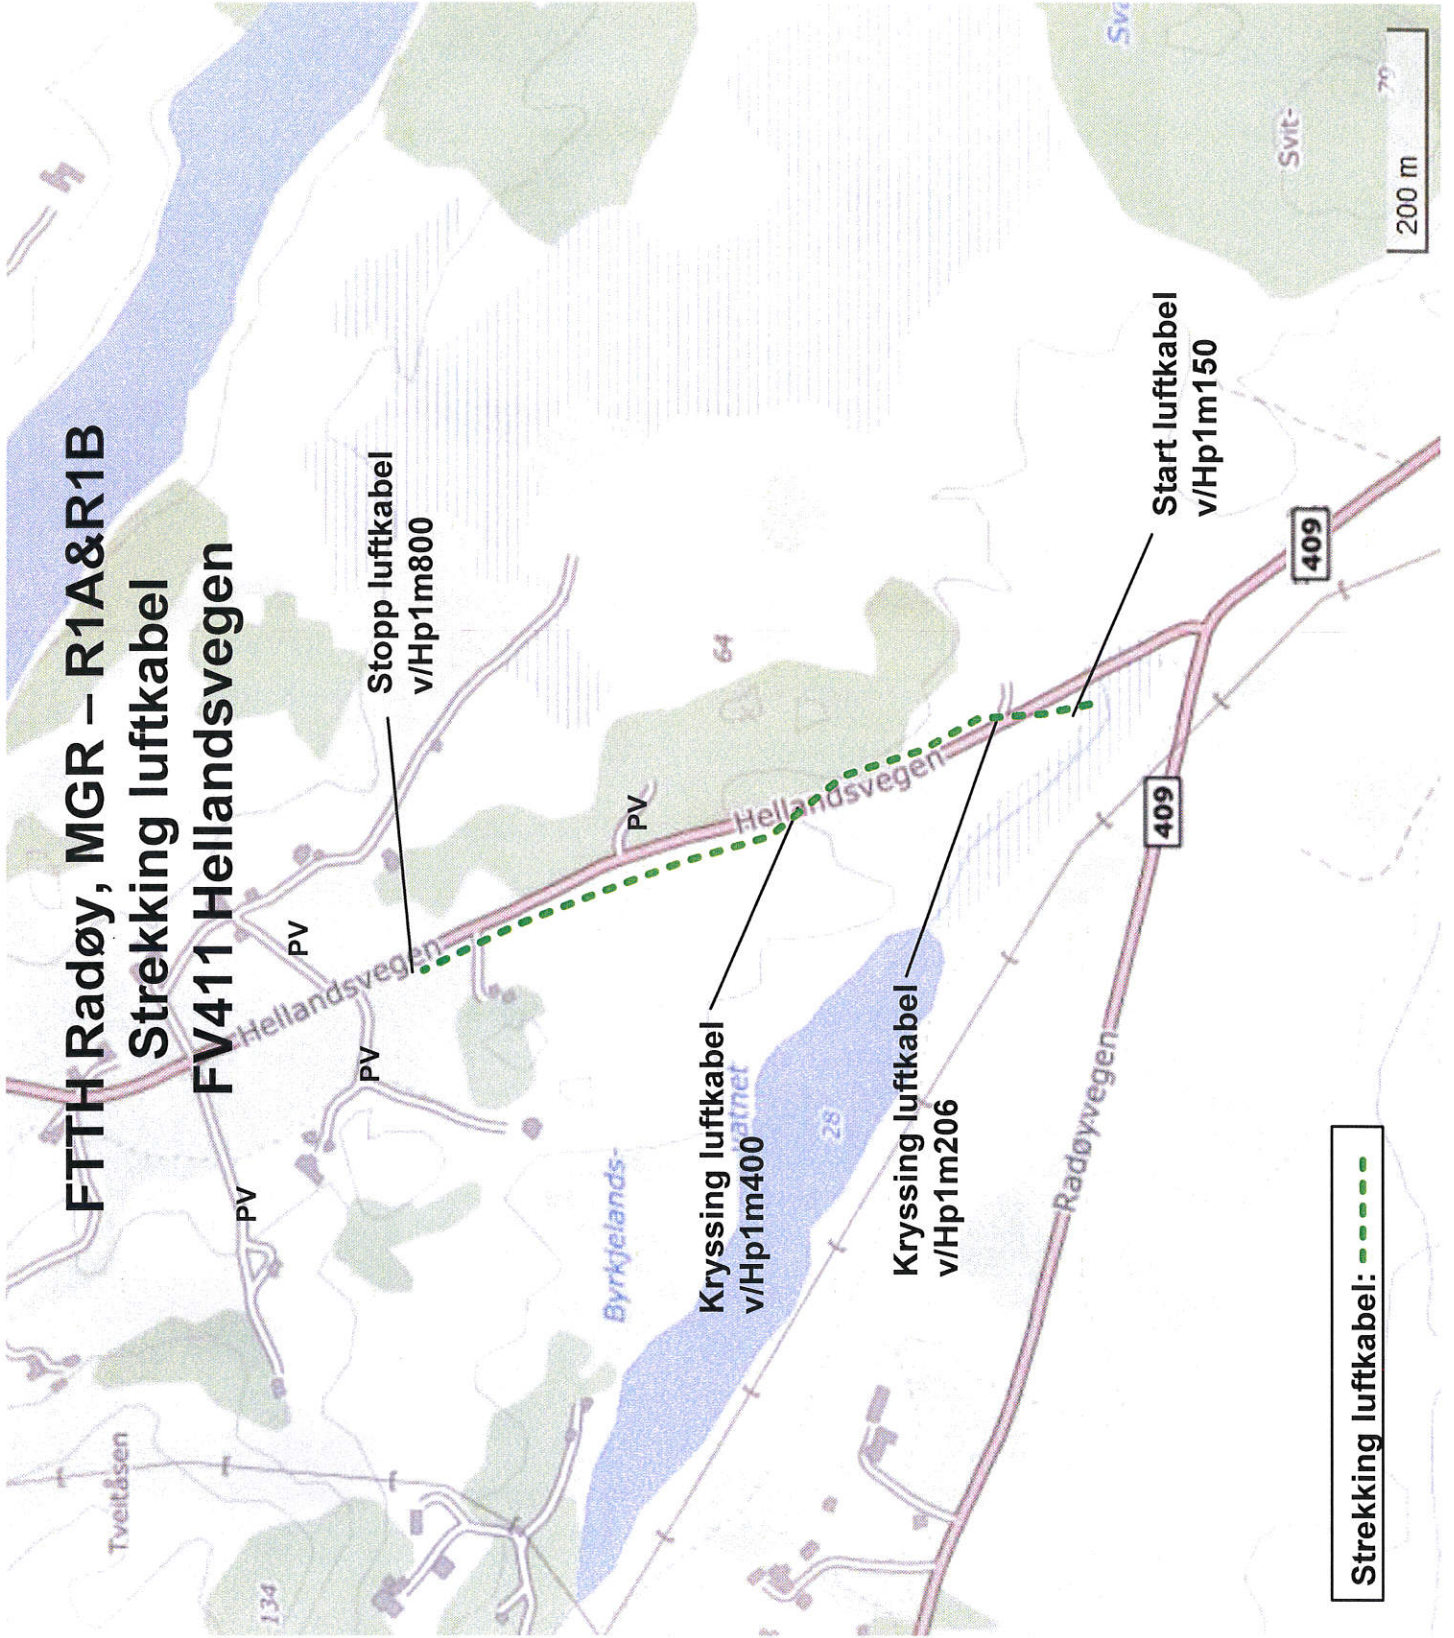 FTTH Radøy, MGR – R1A&R1B
Strekking luftkabel
FV411 Hellandsvegen
Tveitåsen
134
PV
PV
PV
Hellandsvegen
Stopp luftkabel
v/Hp1m800
Byrkjelands-
vatnet
28
PV
64
Hellandsvegen
Kryssing luftkabel
v/Hp1m400
Kryssing luftkabel
v/Hp1m206
Start luftkabel
v/Hp1m150
Radøyvegen
409
409
Svit-
79
200 m
Strekking luftkabel: